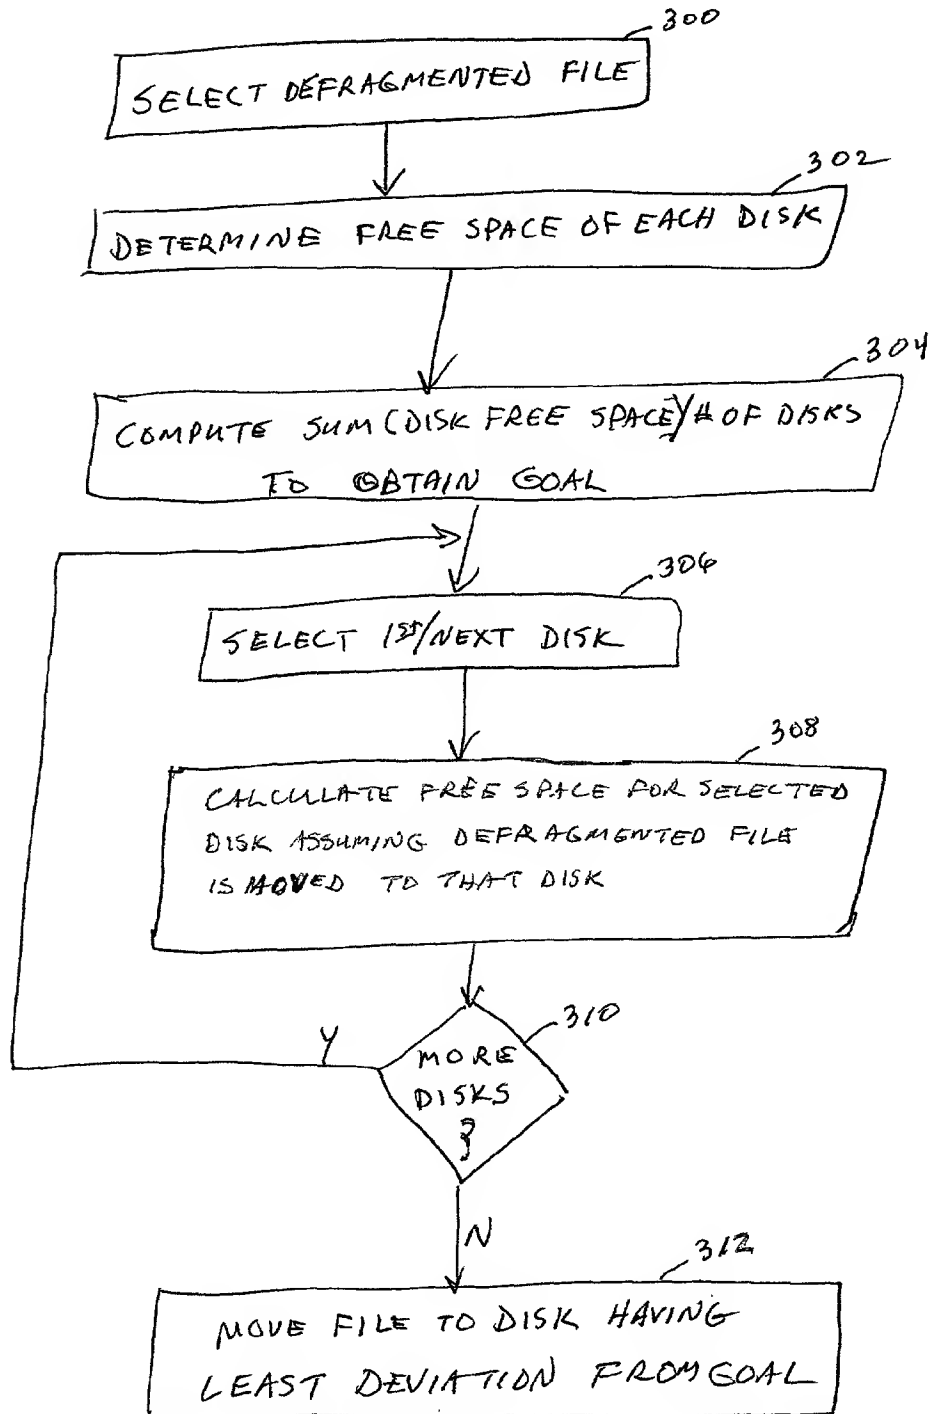 300
SELECT DEFRAGMENTED FILE
302
DETERMINE FREE SPACE OF EACH DISK
304
COMPUTE SUM (DISK FREE SPACE)/# OF DISKS
TO OBTAIN GOAL
306
SELECT 1ST/NEXT DISK
308
CALCULATE FREE SPACE FOR SELECTED
DISK ASSUMING DEFRAGMENTED FILE
IS MOVED TO THAT DISK
310
MORE
DISKS
?
Y
N
312
MOVE FILE TO DISK HAVING
LEAST DEVIATION FROM GOAL